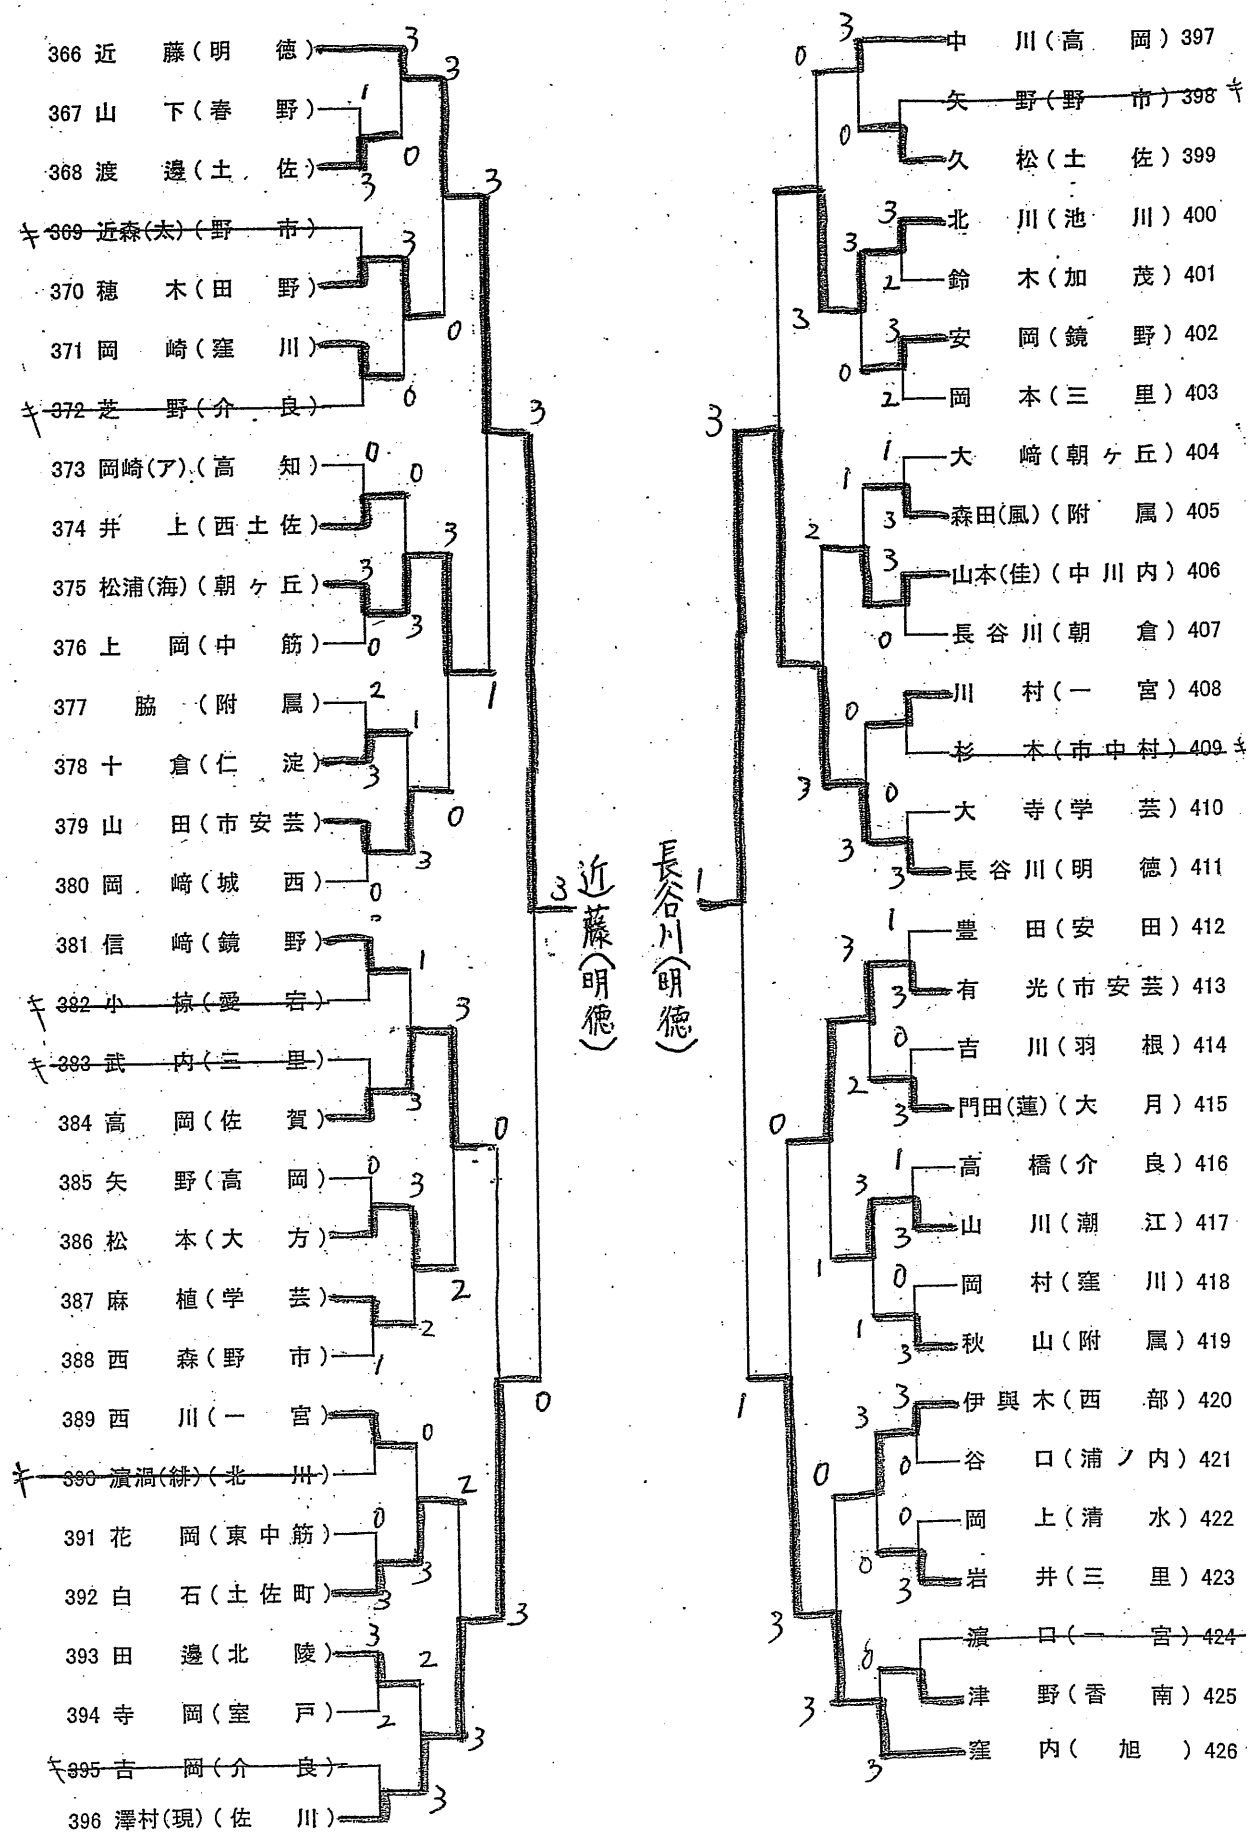 366 近 藤(明 徳)
367 山 下(春 野)
368 渡 邊(土 佐)
キ 369 近森(太)(野 市)
370 穂 木(田 野)
371 岡 崎(窪 川)
キ 372 芝 野(介 良)
373 岡崎(ア)(高 知)
374 井 上(西土佐)
375 松浦(海)(朝ヶ丘)
376 上 岡(中 筋)
377 脇 (附 属)
378 十 倉(仁 淀)
379 山 田(市安芸)
380 岡 﨑(城 西)
381 信 崎(鏡 野)
キ 382 小 椋(愛 宕)
キ 383 武 内(三 里)
384 高 岡(佐 賀)
385 矢 野(高 岡)
386 松 本(大 方)
387 麻 植(学 芸)
388 西 森(野 市)
389 西 川(一 宮)
キ 390 濵渦(緋)(北 川)
391 花 岡(東中筋)
392 白 石(土佐町)
393 田 邊(北 陵)
394 寺 岡(室 戸)
キ 395 吉 岡(介 良)
396 澤村(現)(佐 川)
3 近藤(明徳)
長谷川(明徳) 1
中 川(高 岡)397
矢 野(野 市)398 キ
久 松(土 佐)399
北 川(池 川)400
鈴 木(加 茂)401
安 岡(鏡 野)402
岡 本(三 里)403
大 﨑(朝ヶ丘)404
森田(風)(附 属)405
山本(佳)(中川内)406
長谷川(朝 倉)407
川 村(一 宮)408
杉 本(市中村)409 キ
大 寺(学 芸)410
長谷川(明 徳)411
豊 田(安 田)412
有 光(市安芸)413
吉 川(羽 根)414
門田(蓮)(大 月)415
高 橋(介 良)416
山 川(潮 江)417
岡 村(窪 川)418
秋 山(附 属)419
伊與木(西 部)420
谷 口(浦ノ内)421
岡 上(清 水)422
岩 井(三 里)423
濵 口(一 宮)424
津 野(香 南)425
窪 内( 旭 )426